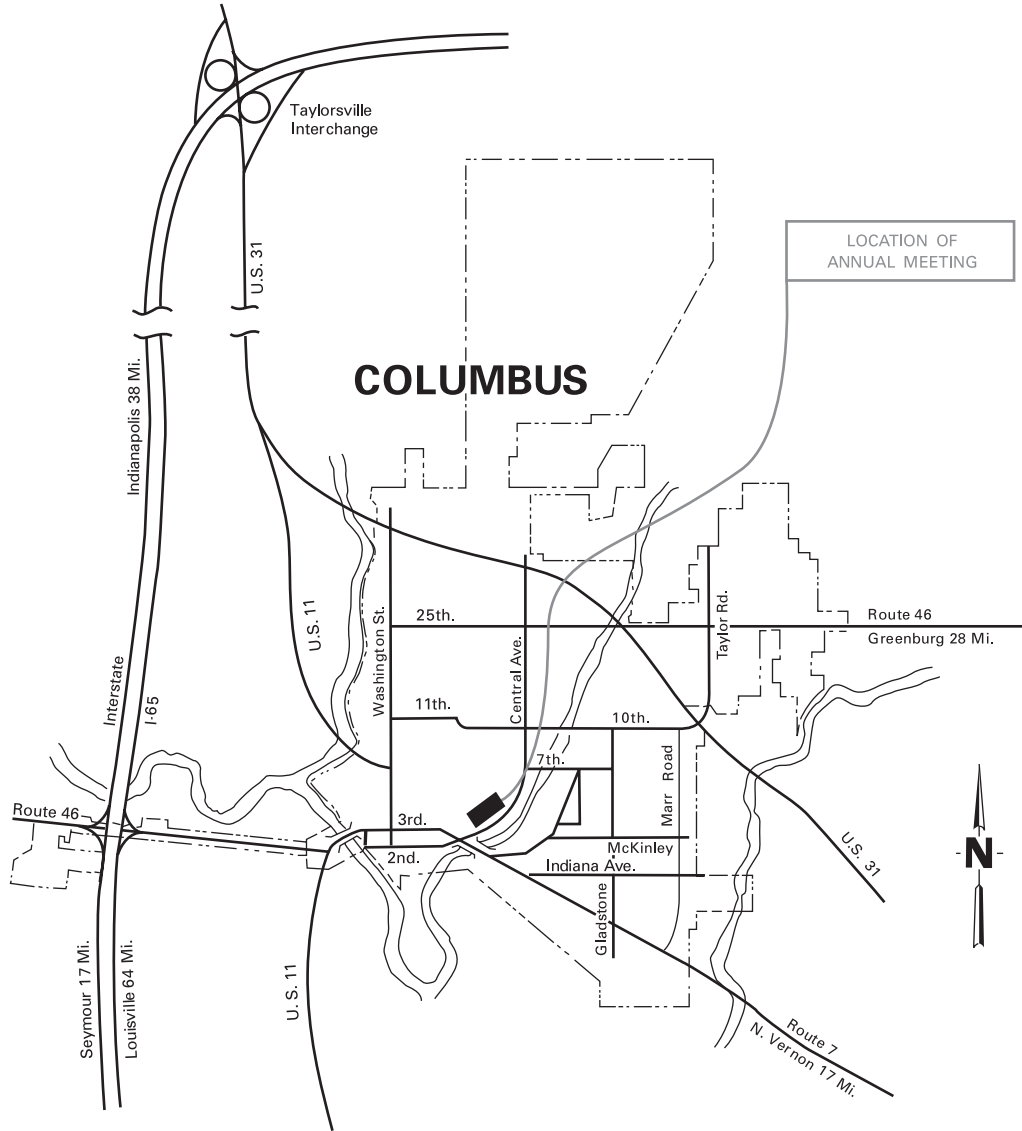 Taylorsville
Interchange
U.S. 31
LOCATION OF
ANNUAL MEETING
COLUMBUS
Indianapolis 38 Mi.
U.S. 11
Washington St.
25th.
Central Ave.
Taylor Rd.
Route 46
Greenburg 28 Mi.
Interstate
I-65
11th.
10th.
7th.
Marr Road
Route 46
3rd.
2nd.
McKinley
Indiana Ave.
U.S. 31
N
Gladstone
Seymour 17 Mi.
Louisville 64 Mi.
U.S. 11
Route 7
N. Vernon 17 Mi.